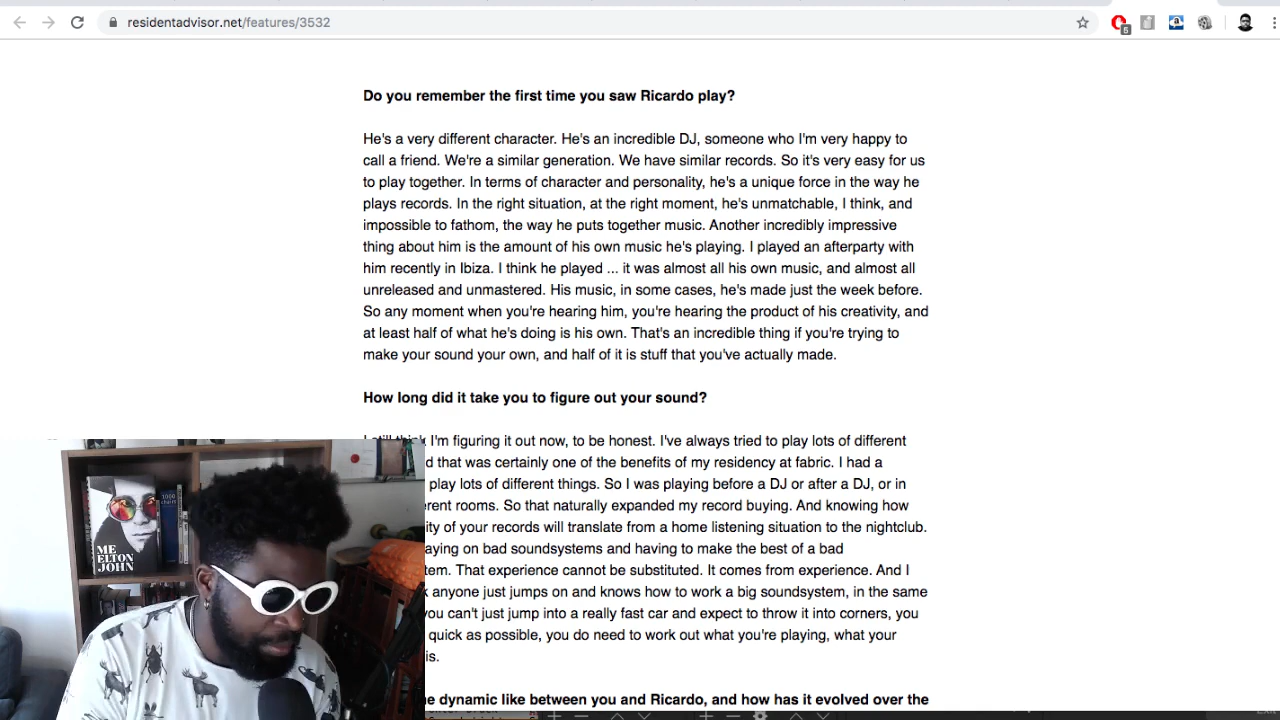 residentadvisor.net/features/3532
5
Do you remember the first time you saw Ricardo play?
He's a very different character. He's an incredible DJ, someone who I'm very happy to
call a friend. We're a similar generation. We have similar records. So it's very easy for us
to play together. In terms of character and personality, he's a unique force in the way he
plays records. In the right situation, at the right moment, he's unmatchable, I think, and
impossible to fathom, the way he puts together music. Another incredibly impressive
thing about him is the amount of his own music he's playing. I played an afterparty with
him recently in Ibiza. I think he played ... it was almost all his own music, and almost all
unreleased and unmastered. His music, in some cases, he's made just the week before.
So any moment when you're hearing him, you're hearing the product of his creativity, and
at least half of what he's doing is his own. That's an incredible thing if you're trying to
make your sound your own, and half of it is stuff that you've actually made.
How long did it take you to figure out your sound?
I still think I'm figuring it out now, to be honest. I've always tried to play lots of different
d that was certainly one of the benefits of my residency at fabric. I had a
play lots of different things. So I was playing before a DJ or after a DJ, or in
erent rooms. So that naturally expanded my record buying. And knowing how
ity of your records will translate from a home listening situation to the nightclub.
aying on bad soundsystems and having to make the best of a bad
tem. That experience cannot be substituted. It comes from experience. And I
anyone just jumps on and knows how to work a big soundsystem, in the same
you can't just jump into a really fast car and expect to throw it into corners, you
quick as possible, you do need to work out what you're playing, what your
is.
e dynamic like between you and Ricardo, and how has it evolved over the
ME
ELTON
JOHN
1000
chairs